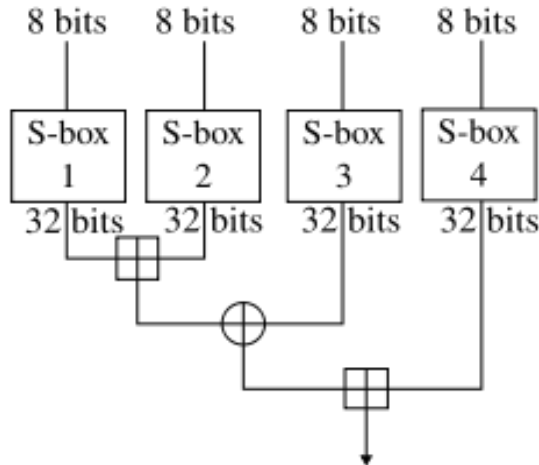 8 bits 8 bits 8 bits 8 bits
S-box S-box S-box S-box
1 2 3 4
32 bits 32 bits 32 bits 32 bits